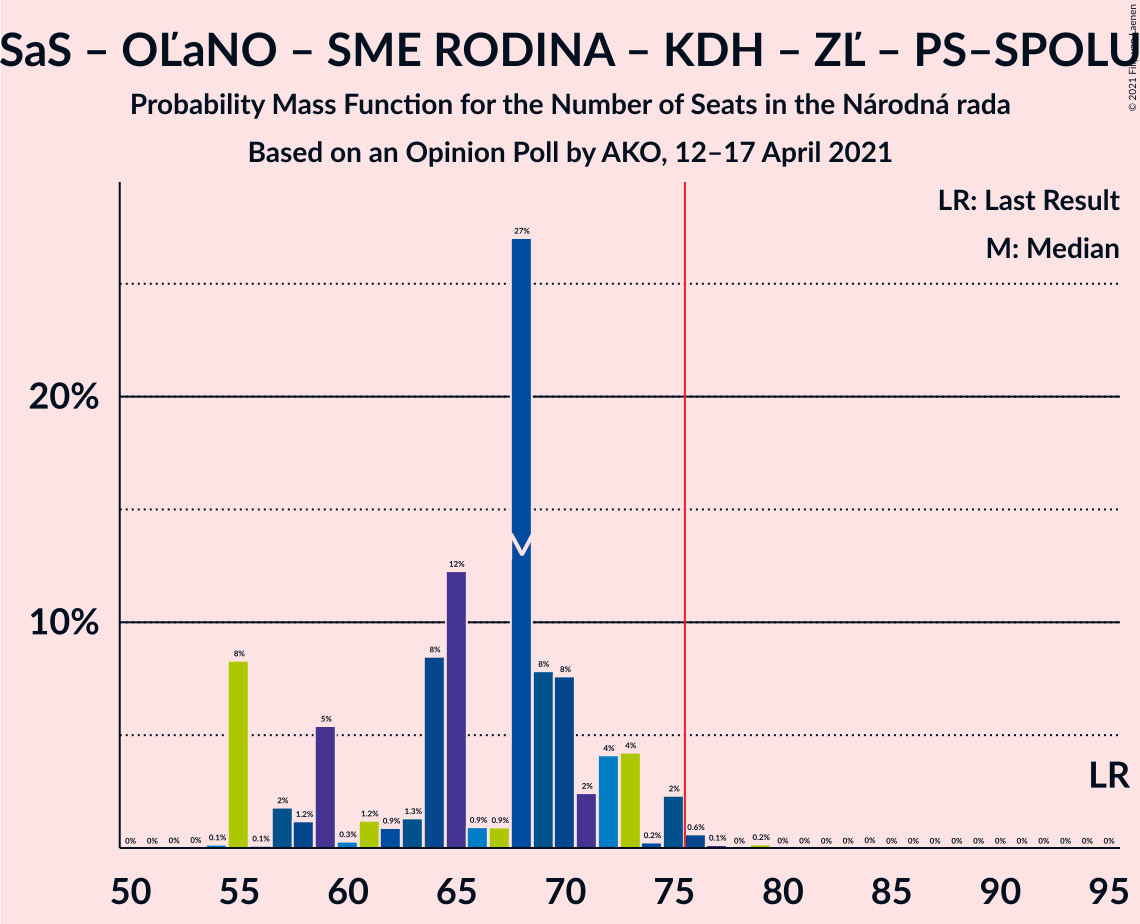 SaS – OĽaNO – SME RODINA – KDH – ZĽ – PS–SPOLU
Probability Mass Function for the Number of Seats in the Národná rada
Based on an Opinion Poll by AKO, 12–17 April 2021
© 2021 Laenen
LR: Last Result
M: Median
27%
20%
12%
10%
8% 8% 8% 8%
5%
4% 4%
2% 2% 2%
LR
0% 0% 0% 0% 0.1% 0.1% 1.2% 0.3% 1.2% 0.9% 1.3% 0.9% 0.9% 0.2% 0.6% 0.1% 0% 0.2% 0% 0% 0% 0% 0% 0% 0% 0% 0% 0% 0% 0% 0% 0% 0% 0%
50 55 60 65 70 75 80 85 90 95